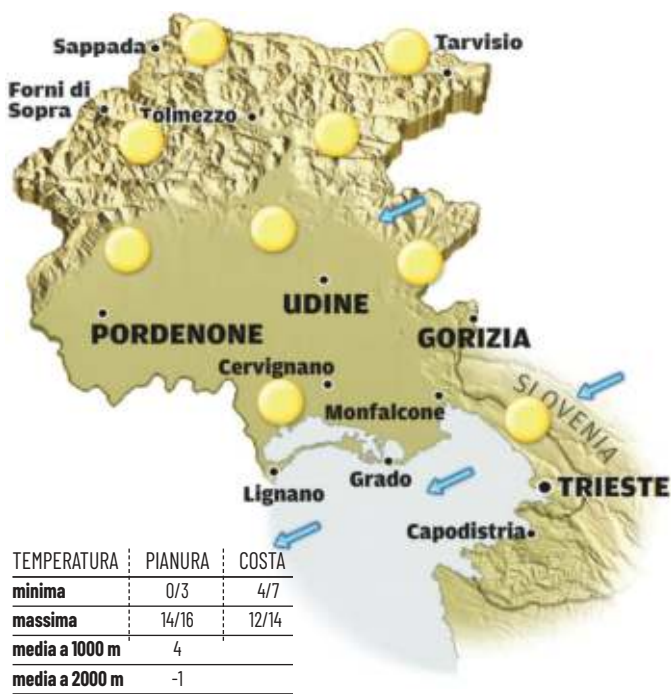 Sappada
Tarvisio
Forni di
Sopra
Tolmezzo
UDINE
PORDENONE
GORIZIA
Cervignano
SLOVENIA
Monfalcone
Grado
Lignano
TRIESTE
Capodistria
TEMPERATURA PIANURA COSTA
minima 0/3 4/7
massima 14/16 12/14
media a 1000 m 4
media a 2000 m -1